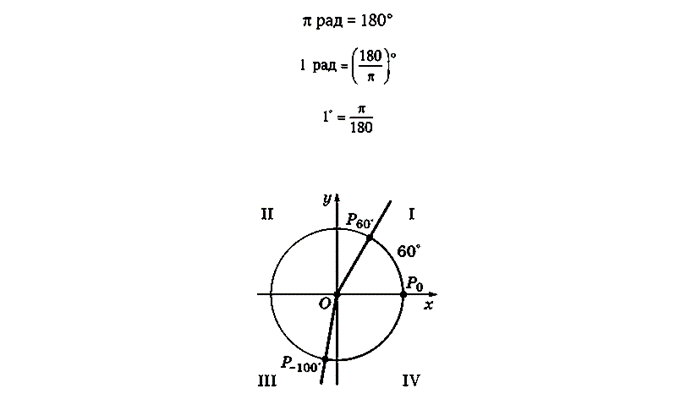 π рад = 180°
1 рад = (180/π)°
1° = π/180
y
II
P₆₀° I
60°
P₀
O x
P₋₁₀₀°
III IV